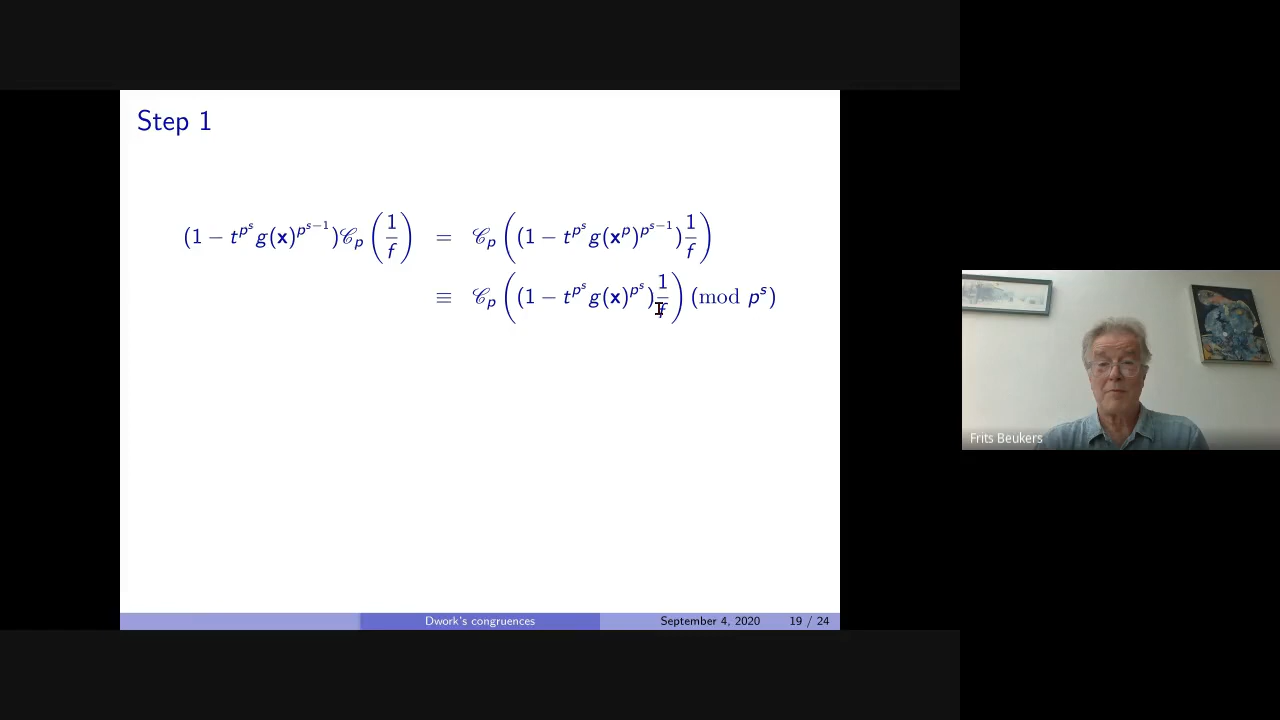 Step 1
(1 − t^{p^s} g(x)^{p^{s−1}}) 𝒞_p (1/f) = 𝒞_p ((1 − t^{p^s} g(x^p)^{p^{s−1}}) 1/f)
≡ 𝒞_p ((1 − t^{p^s} g(x)^{p^s}) 1/f) (mod p^s)
Frits Beukers
Dwork's congruences September 4, 2020 19 / 24